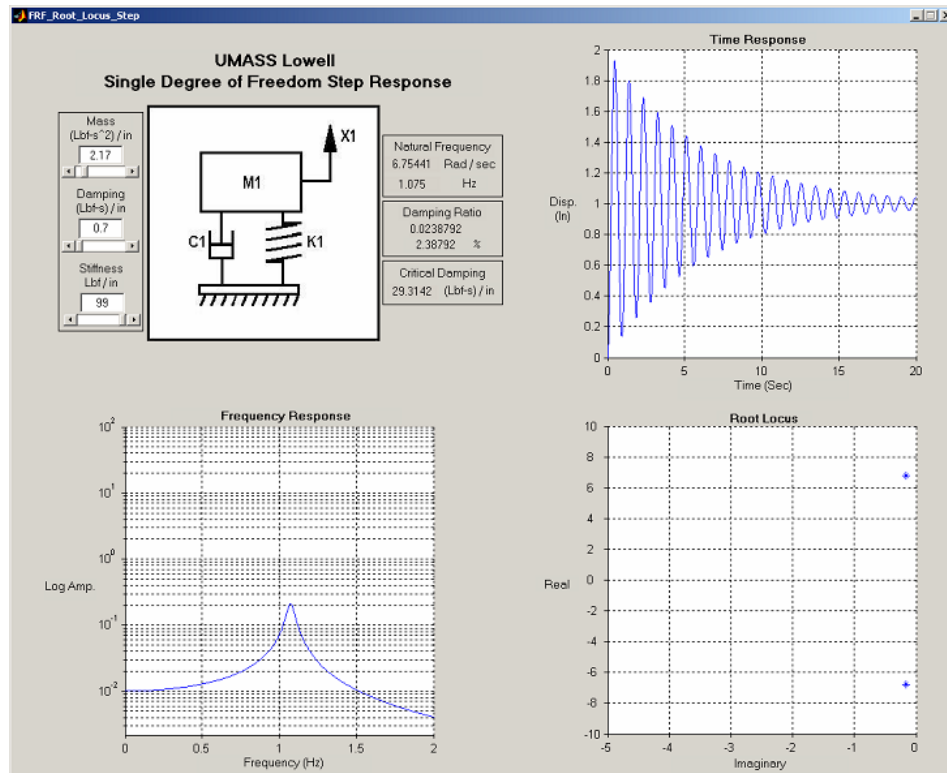 FRF_Root_Locus_Step
UMASS Lowell
Single Degree of Freedom Step Response
Mass
(Lbf-s^2) / in
2.17
Damping
(Lbf-s) / in
0.7
Stiffness
Lbf / in
99
X1
M1
C1
K1
Natural Frequency
6.75441 Rad / sec
1.075 Hz
Damping Ratio
0.0238792
2.38792 %
Critical Damping
29.3142 (Lbf-s) / in
Time Response
2
1.8
1.6
1.4
1.2
1
0.8
0.6
0.4
0.2
0
Disp.
(In)
0 5 10 15 20
Time (Sec)
Frequency Response
10^2
10^1
10^0
10^-1
10^-2
Log Amp.
0 0.5 1 1.5 2
Frequency (Hz)
Root Locus
10
8
6
4
2
0
-2
-4
-6
-8
-10
Real
-5 -4 -3 -2 -1 0
Imaginary